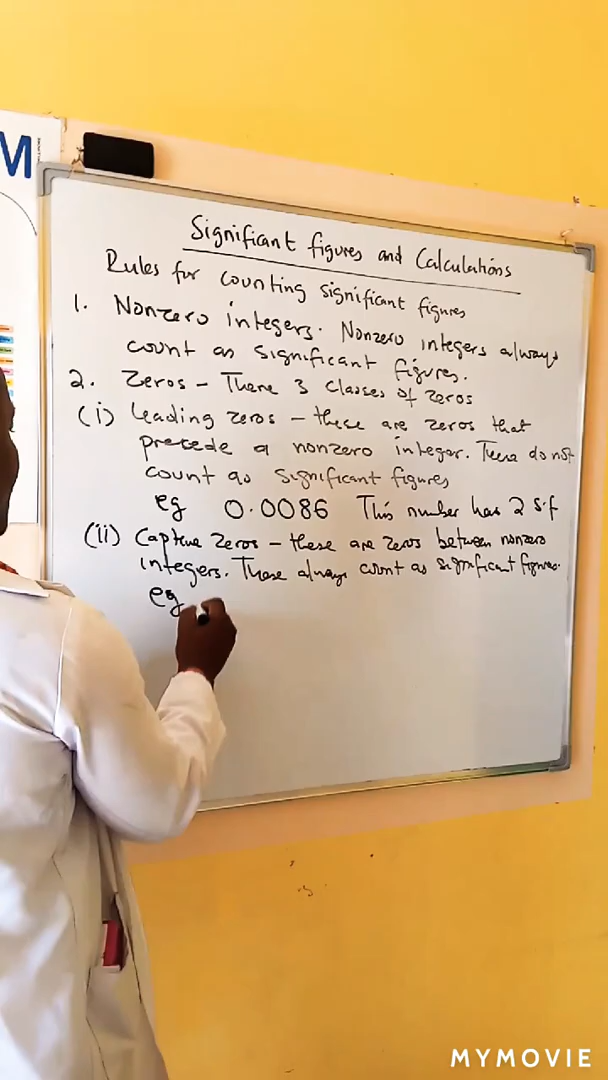 M
Significant figures and Calculations
Rules for counting significant figures
1. Nonzero integers. Nonzero integers always
count as significant figures.
2. Zeros – There 3 classes of zeros
(i) Leading zeros – these are zeros that
precede a nonzero integer. These do not
count as significant figures
eg 0.0086 This number has 2 s.f
(ii) Captive zeros – these are zeros between nonzero
integers. These always count as significant figures.
eg
MYMOVIE